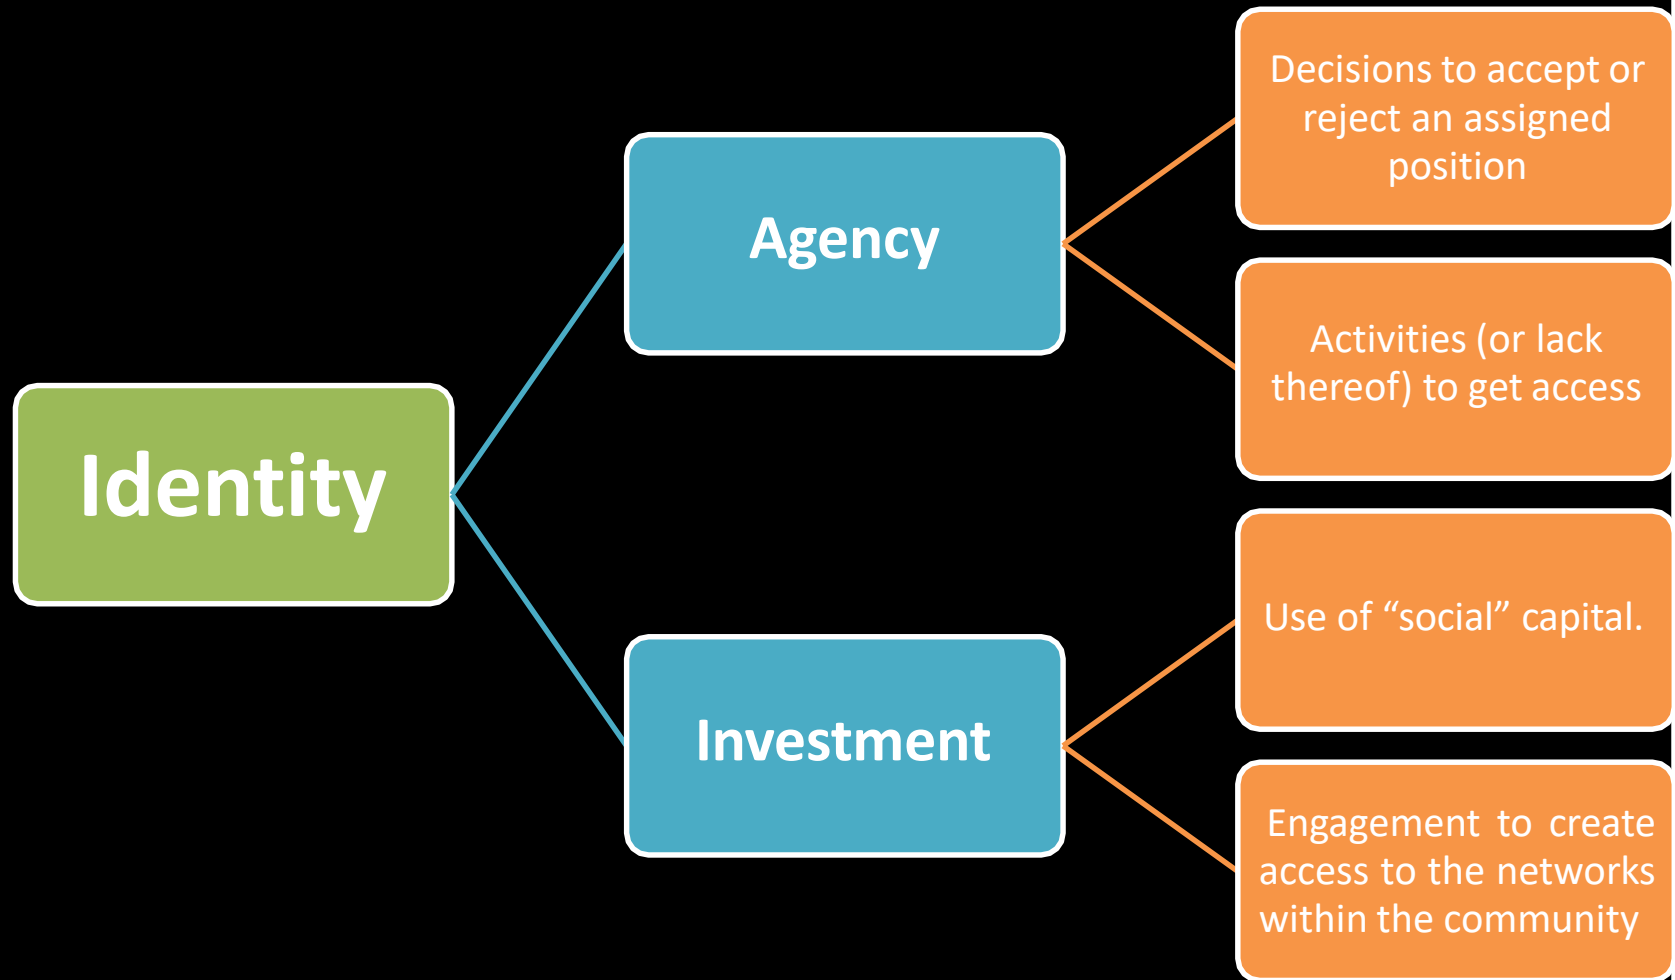 Identity
Agency
Decisions to accept or
reject an assigned
position
Activities (or lack
thereof) to get access
Investment
Use of “social” capital.
Engagement to create
access to the networks
within the community